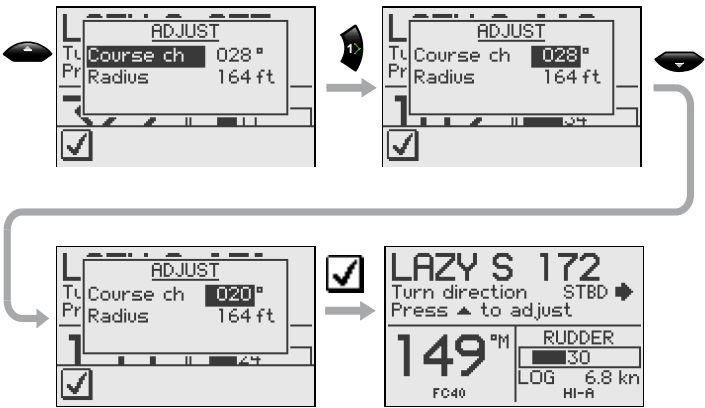 ADJUST
Course ch 028°
Radius 164 ft
1>
ADJUST
Course ch 028°
Radius 164 ft
ADJUST
Course ch 020°
Radius 164 ft
LAZY S 172
Turn direction STBD
Press ▲ to adjust
149°M
FC40
RUDDER
30
LOG 6.8 kn
HI-A